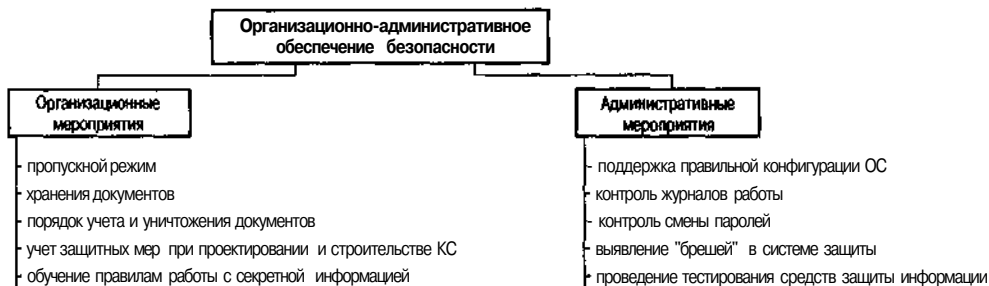 Организационно-административное
обеспечение безопасности
Организационные
мероприятия
Административные
мероприятия
пропускной режим
хранения документов
порядок учета и уничтожения документов
учет защитных мер при проектировании и строительстве КС
обучение правилам работы с секретной информацией
поддержка правильной конфигурации ОС
контроль журналов работы
контроль смены паролей
выявление "брешей" в системе защиты
проведение тестирования средств защиты информации